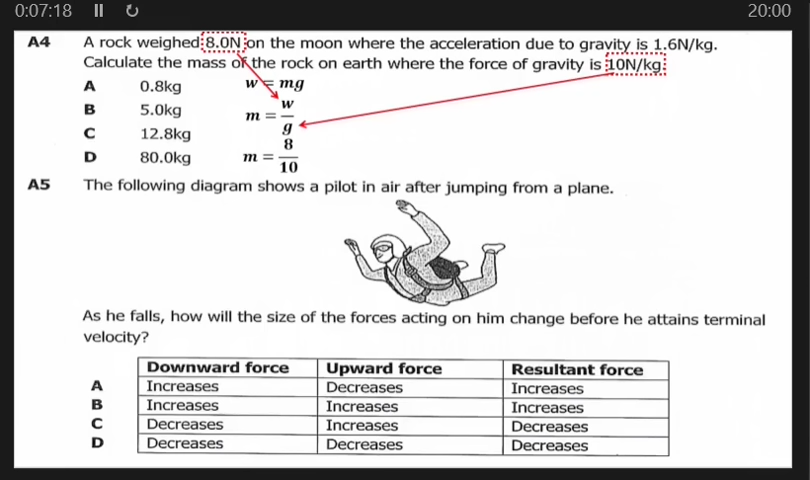 0:07:18
20:00
A4 A rock weighed 8.0N on the moon where the acceleration due to gravity is 1.6N/kg.
Calculate the mass of the rock on earth where the force of gravity is 10N/kg.
A 0.8kg
w = mg
B 5.0kg
m = w/g
C 12.8kg
D 80.0kg
m = 8/10
A5 The following diagram shows a pilot in air after jumping from a plane.
As he falls, how will the size of the forces acting on him change before he attains terminal
velocity?
Downward force Upward force Resultant force
A Increases Decreases Increases
B Increases Increases Increases
C Decreases Increases Decreases
D Decreases Decreases Decreases